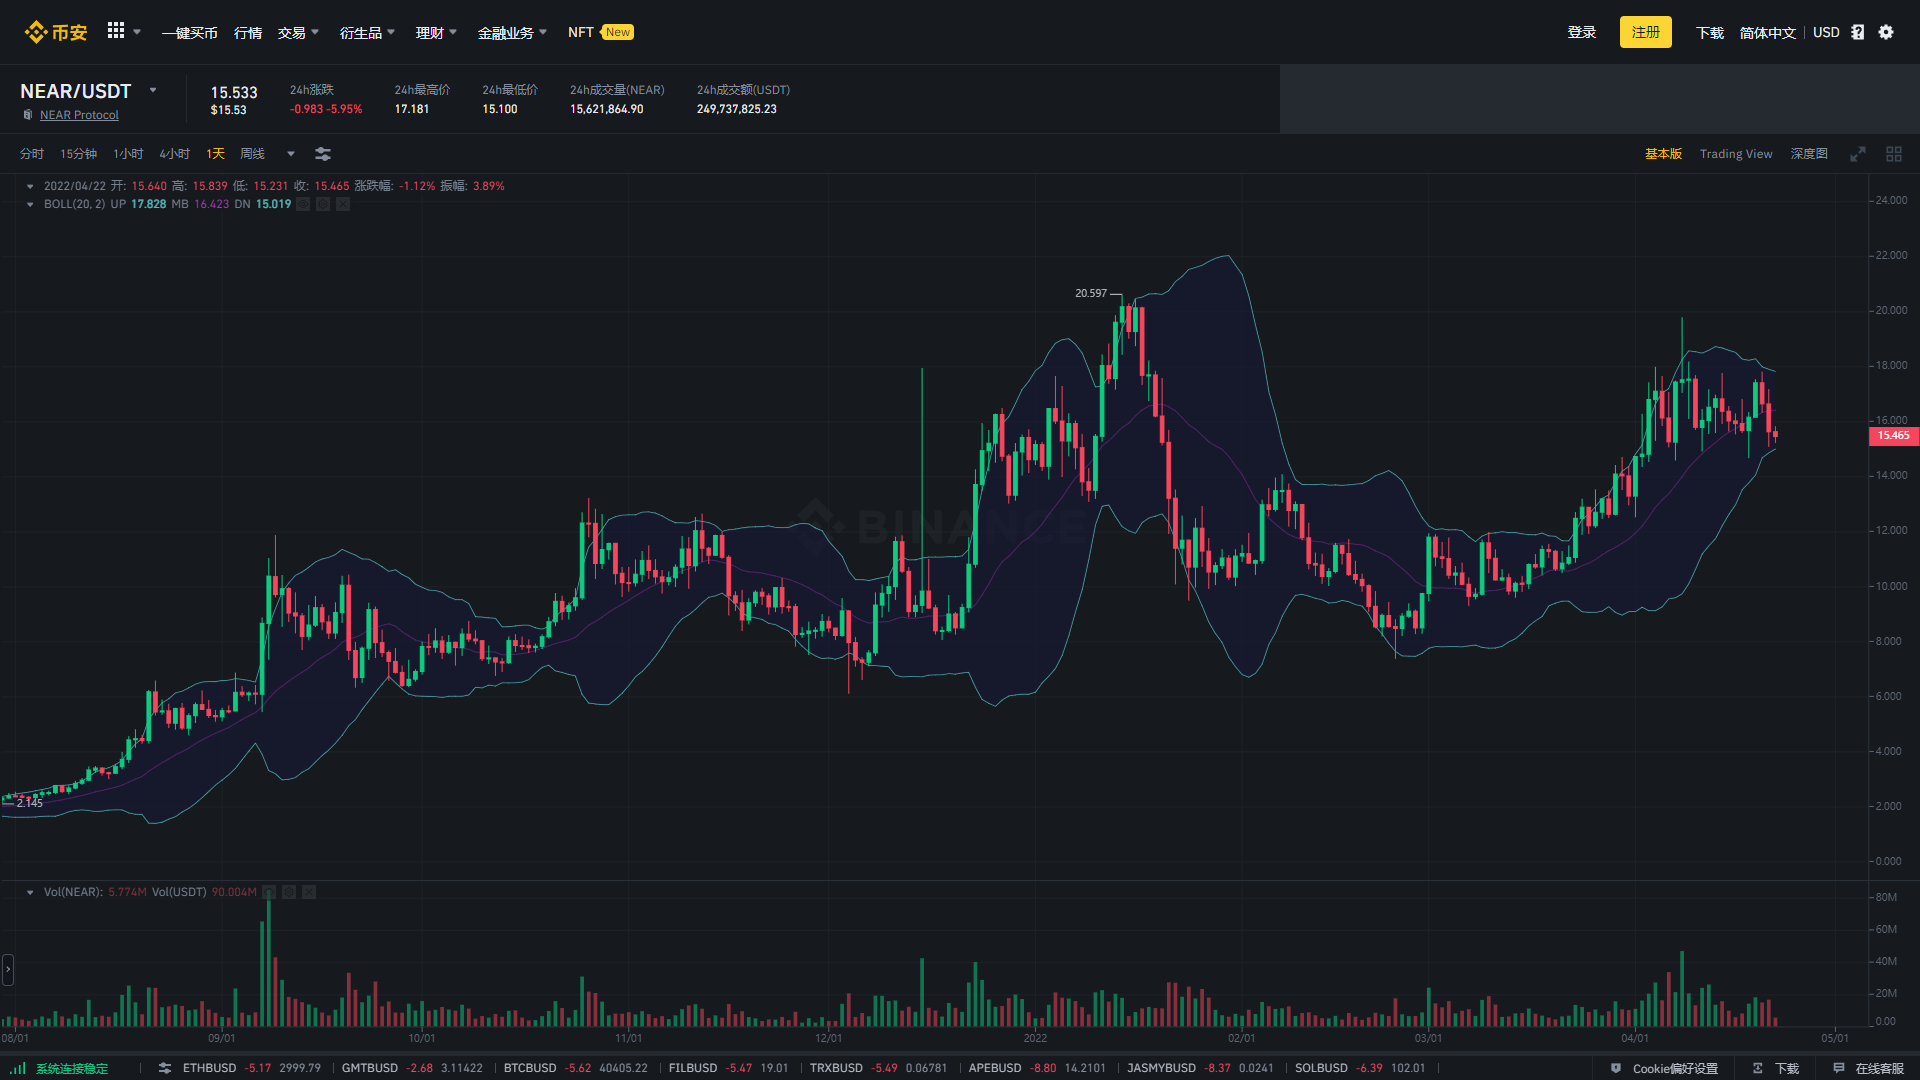 币安 一键买币 行情 交易 衍生品 理财 金融业务 NFT New 登录 注册 下载 简体中文 USD
NEAR/USDT
NEAR Protocol
15.533
$15.53
24h涨跌
-0.983 -5.95%
24h最高价
17.181
24h最低价
15.100
24h成交量(NEAR)
15,621,864.90
24h成交额(USDT)
249,737,825.23
分时 15分钟 1小时 4小时 1天 周线 基本版 Trading View 深度图
2022/04/22 开: 15.640 高: 15.839 低: 15.231 收: 15.465 涨跌幅: -1.12% 振幅: 3.89%
BOLL(20, 2) UP 17.828 MB 16.423 DN 15.019
24.000
22.000
20.597
20.000
18.000
16.000
15.465
14.000
BINANCE
12.000
10.000
8.000
6.000
4.000
2.145
2.000
0.000
Vol(NEAR): 5.774M Vol(USDT) 90.004M
80M
60M
40M
20M
0.00
08/01 09/01 10/01 11/01 12/01 2022 02/01 03/01 04/01 05/01
系统连接稳定 ETHBUSD -5.17 2999.79 GMTBUSD -2.68 3.11422 BTCBUSD -5.62 40405.22 FILBUSD -5.47 19.01 TRXBUSD -5.49 0.06781 APEBUSD -8.80 14.2101 JASMYBUSD -8.37 0.0241 SOLBUSD -6.39 102.01 Cookie偏好设置 下载 在线客服